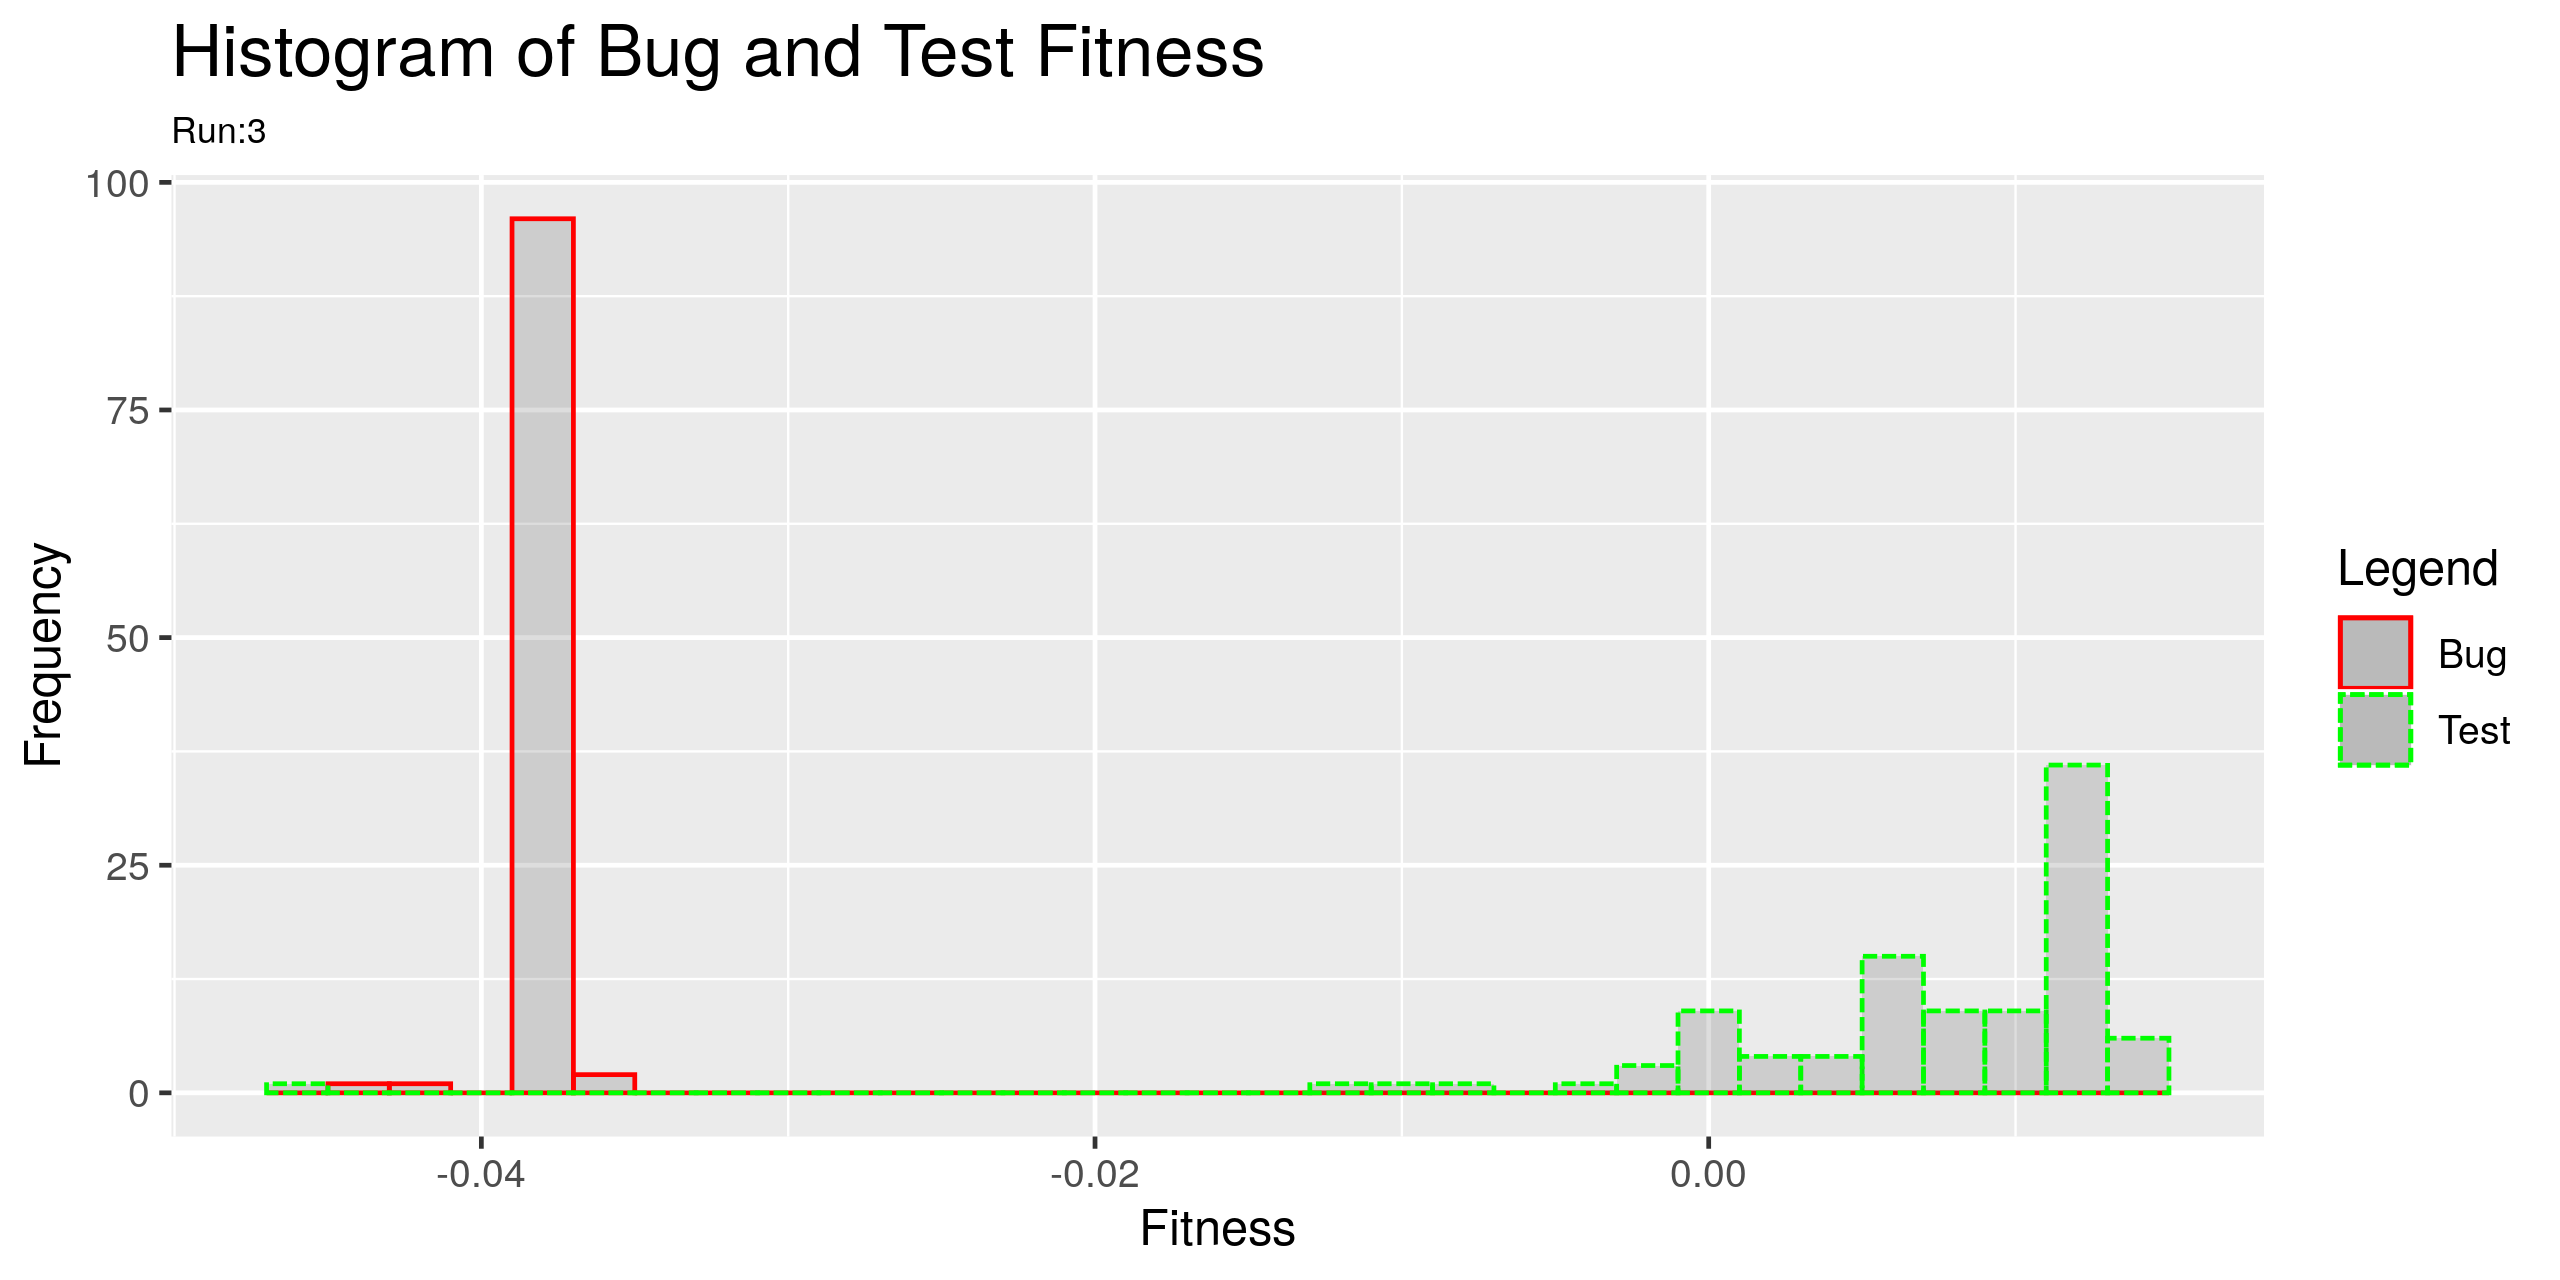 Histogram of Bug and Test Fitness
Run:3
100
75
50
25
0
Frequency
-0.04
-0.02
0.00
Fitness
Legend
Bug
Test